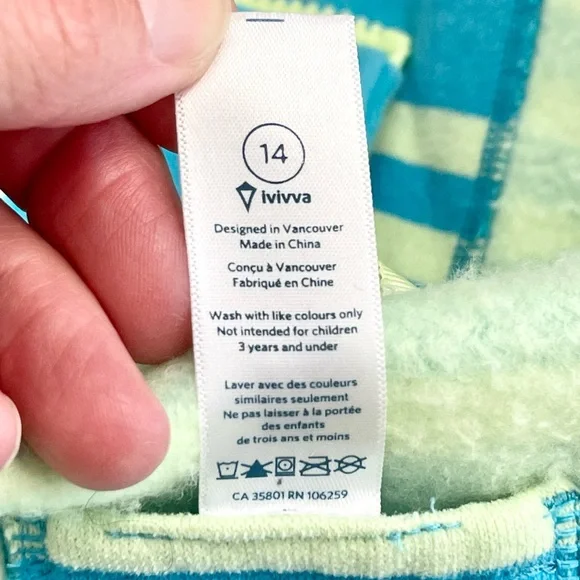 14
ivivva
Designed in Vancouver
Made in China
Conçu à Vancouver
Fabriqué en Chine
Wash with like colours only
Not intended for children
3 years and under
Laver avec des couleurs
similaires seulement
Ne pas laisser à la portée
des enfants
de trois ans et moins
CA 35801 RN 106259